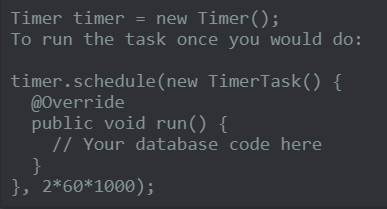 Timer timer = new Timer();
To run the task once you would do:
timer.schedule(new TimerTask() {
@Override
public void run() {
// Your database code here
}
}, 2*60*1000);